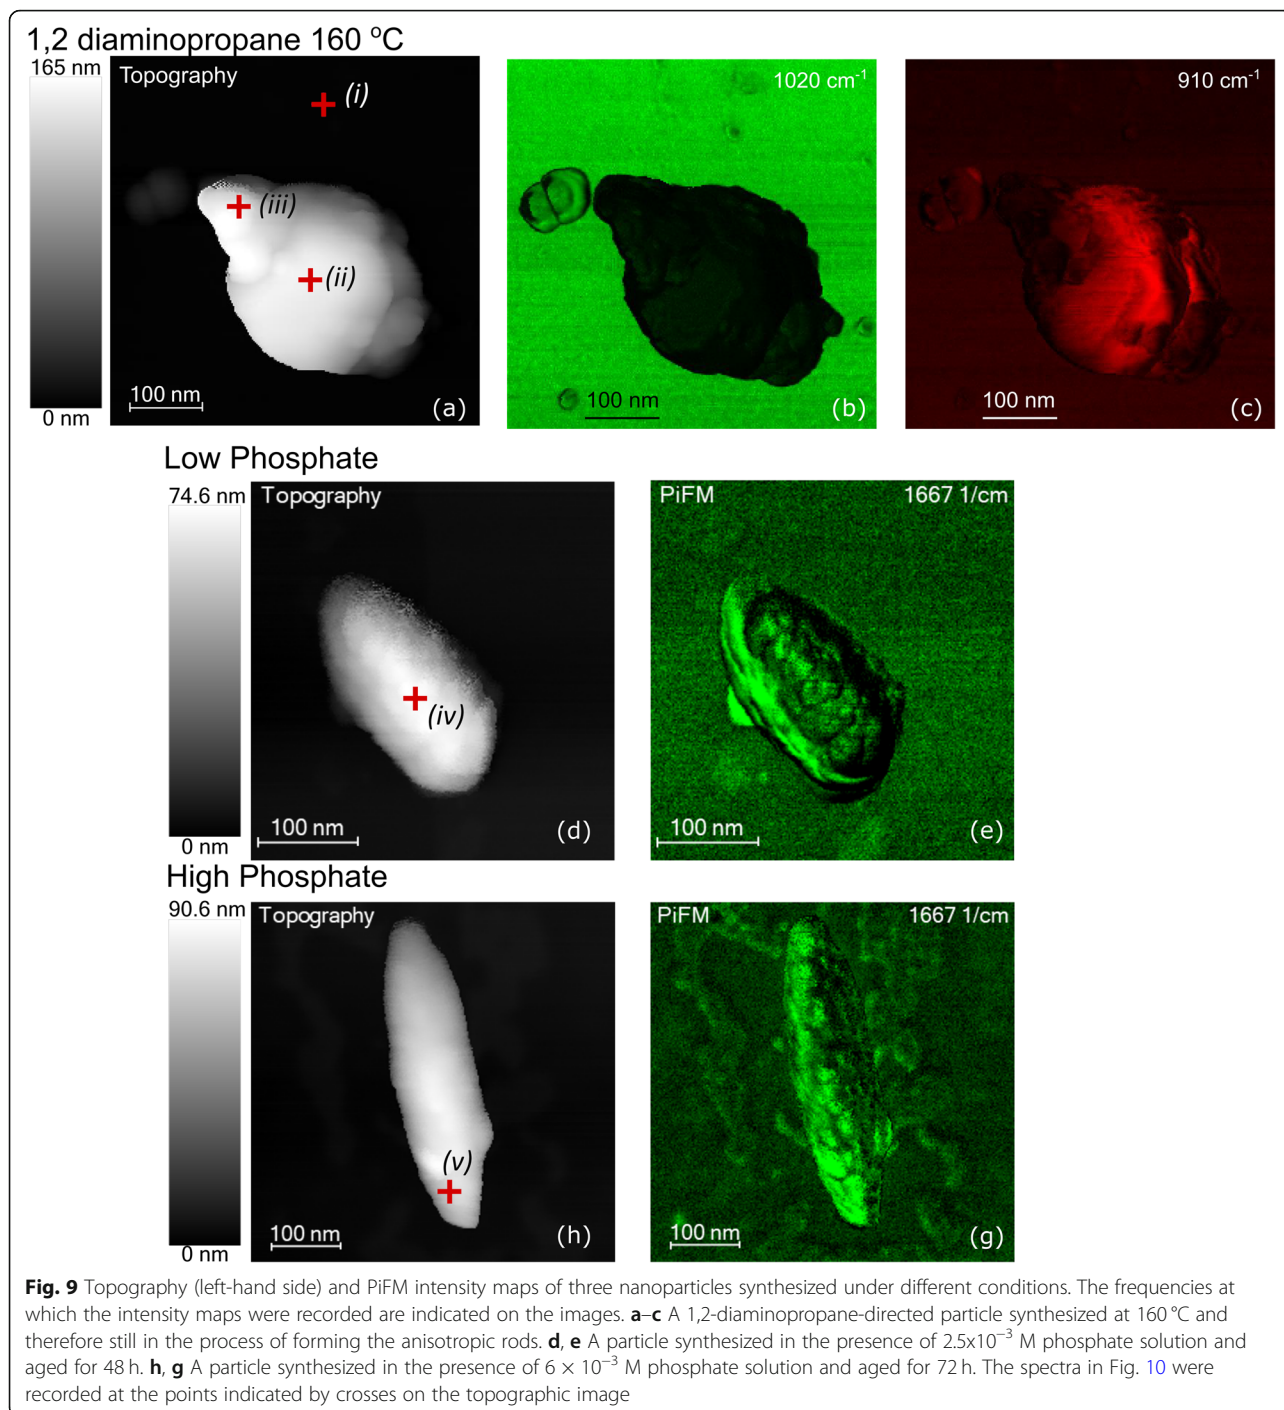 1,2 diaminopropane 160 °C
165 nm
Topography
(i)
(iii)
(ii)
100 nm
(a)
0 nm
1020 cm⁻¹
100 nm
(b)
910 cm⁻¹
100 nm
(c)
Low Phosphate
74.6 nm
Topography
(iv)
100 nm
(d)
0 nm
PiFM 1667 1/cm
100 nm
(e)
High Phosphate
90.6 nm
Topography
(v)
100 nm
(h)
0 nm
PiFM 1667 1/cm
100 nm
(g)
Fig. 9 Topography (left-hand side) and PiFM intensity maps of three nanoparticles synthesized under different conditions. The frequencies at
which the intensity maps were recorded are indicated on the images. a–c A 1,2-diaminopropane-directed particle synthesized at 160 °C and
therefore still in the process of forming the anisotropic rods. d, e A particle synthesized in the presence of 2.5x10⁻³ M phosphate solution and
aged for 48 h. h, g A particle synthesized in the presence of 6 × 10⁻³ M phosphate solution and aged for 72 h. The spectra in Fig. 10 were
recorded at the points indicated by crosses on the topographic image